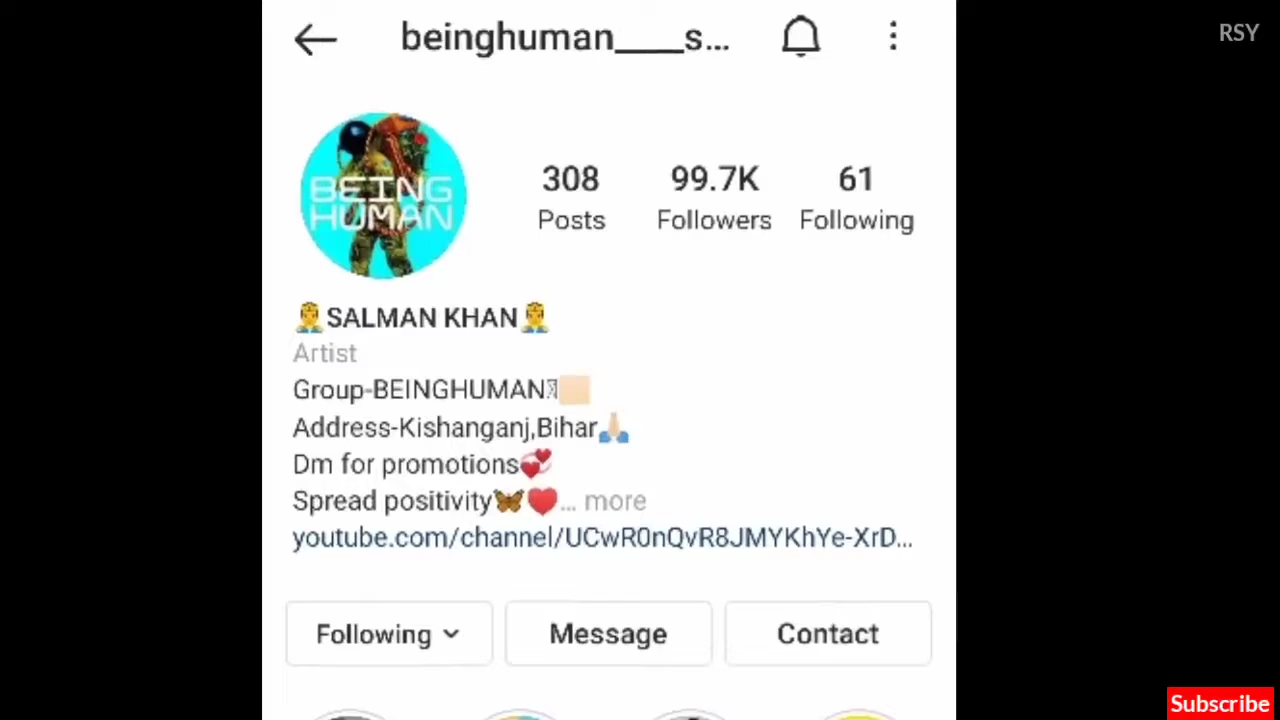 beinghuman____s...
RSY
BEING
HUMAN
308
Posts
99.7K
Followers
61
Following
🤵‍♂️SALMAN KHAN🤵‍♂️
Artist
Group-BEINGHUMAN
Address-Kishanganj,Bihar🙏🏻
Dm for promotions💞
Spread positivity🦋❤️... more
youtube.com/channel/UCwR0nQvR8JMYKhYe-XrD...
Following
Message
Contact
Subscribe